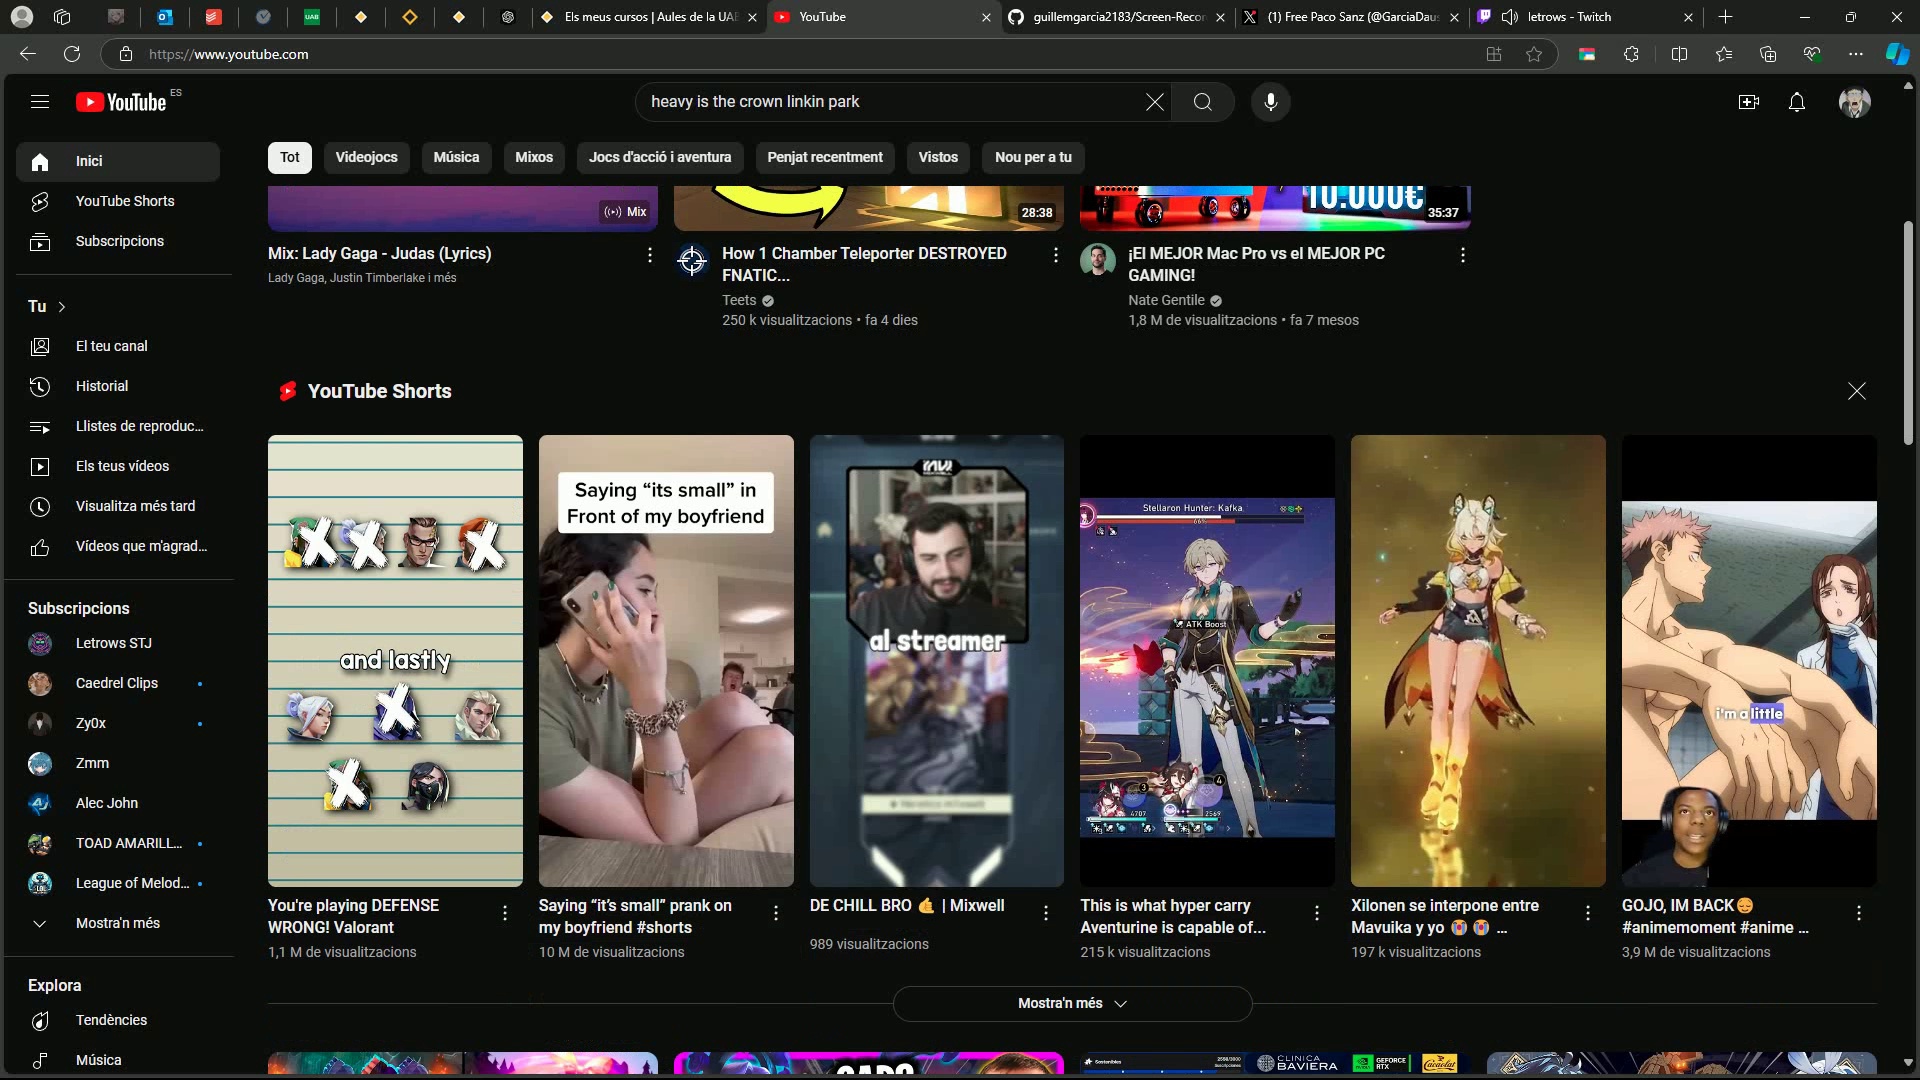 Els meus cursos | Aules de la UAB
YouTube
guillemgarcia2183/Screen-Recor
(1) Free Paco Sanz (@GarciaDaus
letrows - Twitch
https://www.youtube.com
YouTube ES
heavy is the crown linkin park
Inici
YouTube Shorts
Subscripcions
Tu
El teu canal
Historial
Llistes de reproduc...
Els teus vídeos
Visualitza més tard
Vídeos que m'agrad...
Subscripcions
Letrows STJ
Caedrel Clips
Zy0x
Zmm
Alec John
TOAD AMARILL...
League of Melod...
Mostra'n més
Explora
Tendències
Música
Tot
Videojocs
Música
Mixos
Jocs d'acció i aventura
Penjat recentment
Vistos
Nou per a tu
Mix
28:38
10.000€
35:37
Mix: Lady Gaga - Judas (Lyrics)
Lady Gaga, Justin Timberlake i més
How 1 Chamber Teleporter DESTROYED
FNATIC...
Teets
250 k visualitzacions • fa 4 dies
¡El MEJOR Mac Pro vs el MEJOR PC
GAMING!
Nate Gentile
1,8 M de visualitzacions • fa 7 mesos
YouTube Shorts
and lastly
Saying “its small” in
Front of my boyfriend
al streamer
Stellaron Hunter: Kafka
66%
ATK Boost
3
4
4707
2569
i'm a little
You're playing DEFENSE
WRONG! Valorant
1,1 M de visualitzacions
Saying “it’s small” prank on
my boyfriend #shorts
10 M de visualitzacions
DE CHILL BRO 🤙 | Mixwell
989 visualitzacions
This is what hyper carry
Aventurine is capable of...
215 k visualitzacions
Xilonen se interpone entre
Mavuika y yo 😭 😭 ...
197 k visualitzacions
GOJO, IM BACK😮‍💨
#animemoment #anime ...
3,9 M de visualitzacions
Mostra'n més
CLINICA
BAVIERA
GEFORCE
RTX